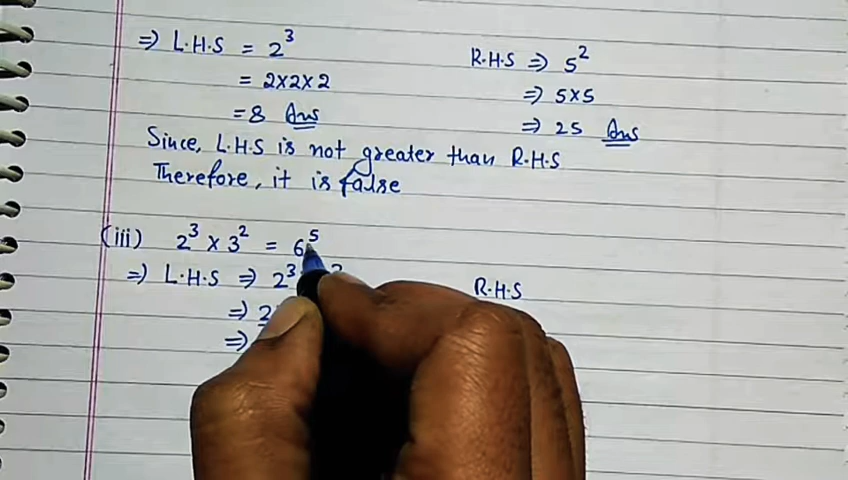 ⇒ L.H.S = 2³ R.H.S ⇒ 5²
= 2×2×2 ⇒ 5×5
= 8 Ans ⇒ 25 Ans
Since, L.H.S is not greater than R.H.S
Therefore, it is false
(iii) 2³ × 3² = 6⁵
⇒ L.H.S ⇒ 2³ R.H.S
⇒ 2
⇒